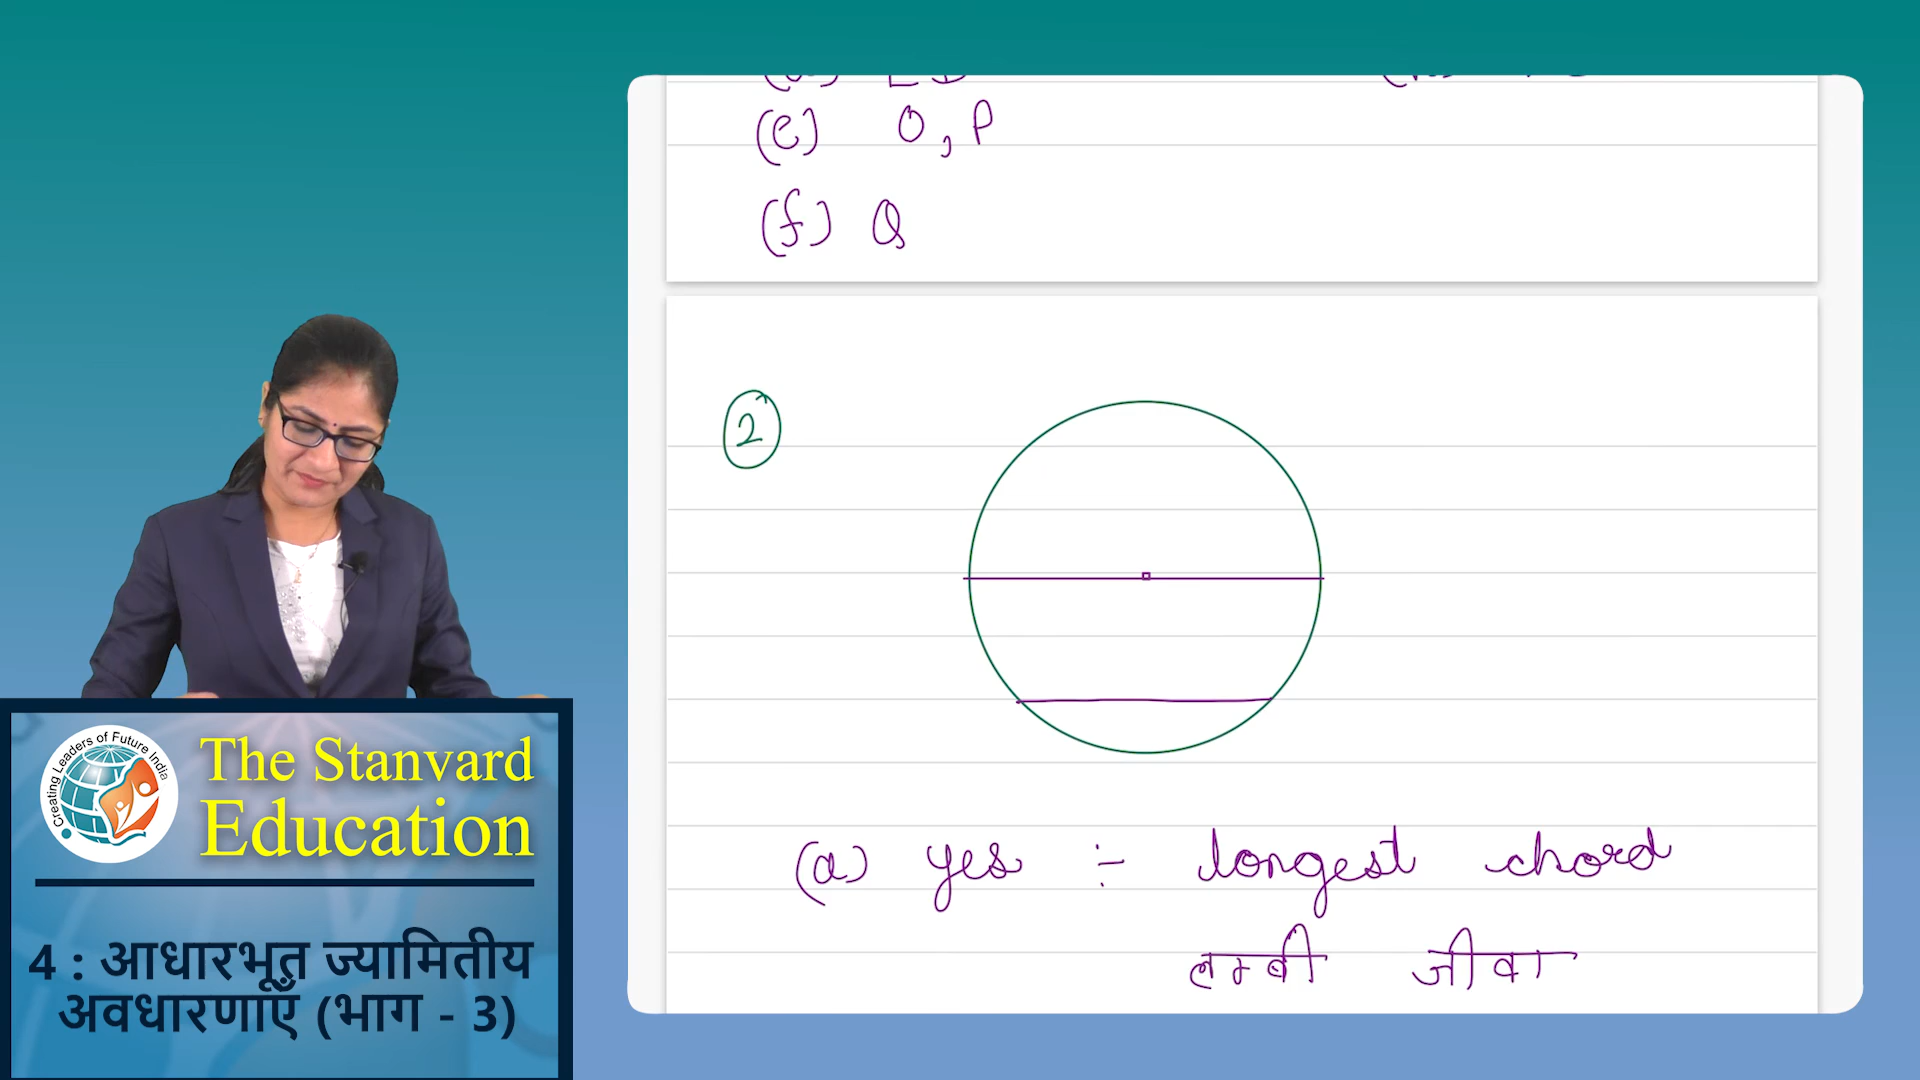 (e) O, P
(f) Q
2
(a) yes :- longest chord
लम्बी जीवा
Creating Leaders of Future India
The Stanvard
Education
4 : आधारभूत ज्यामितीय
अवधारणाएँ (भाग - 3)